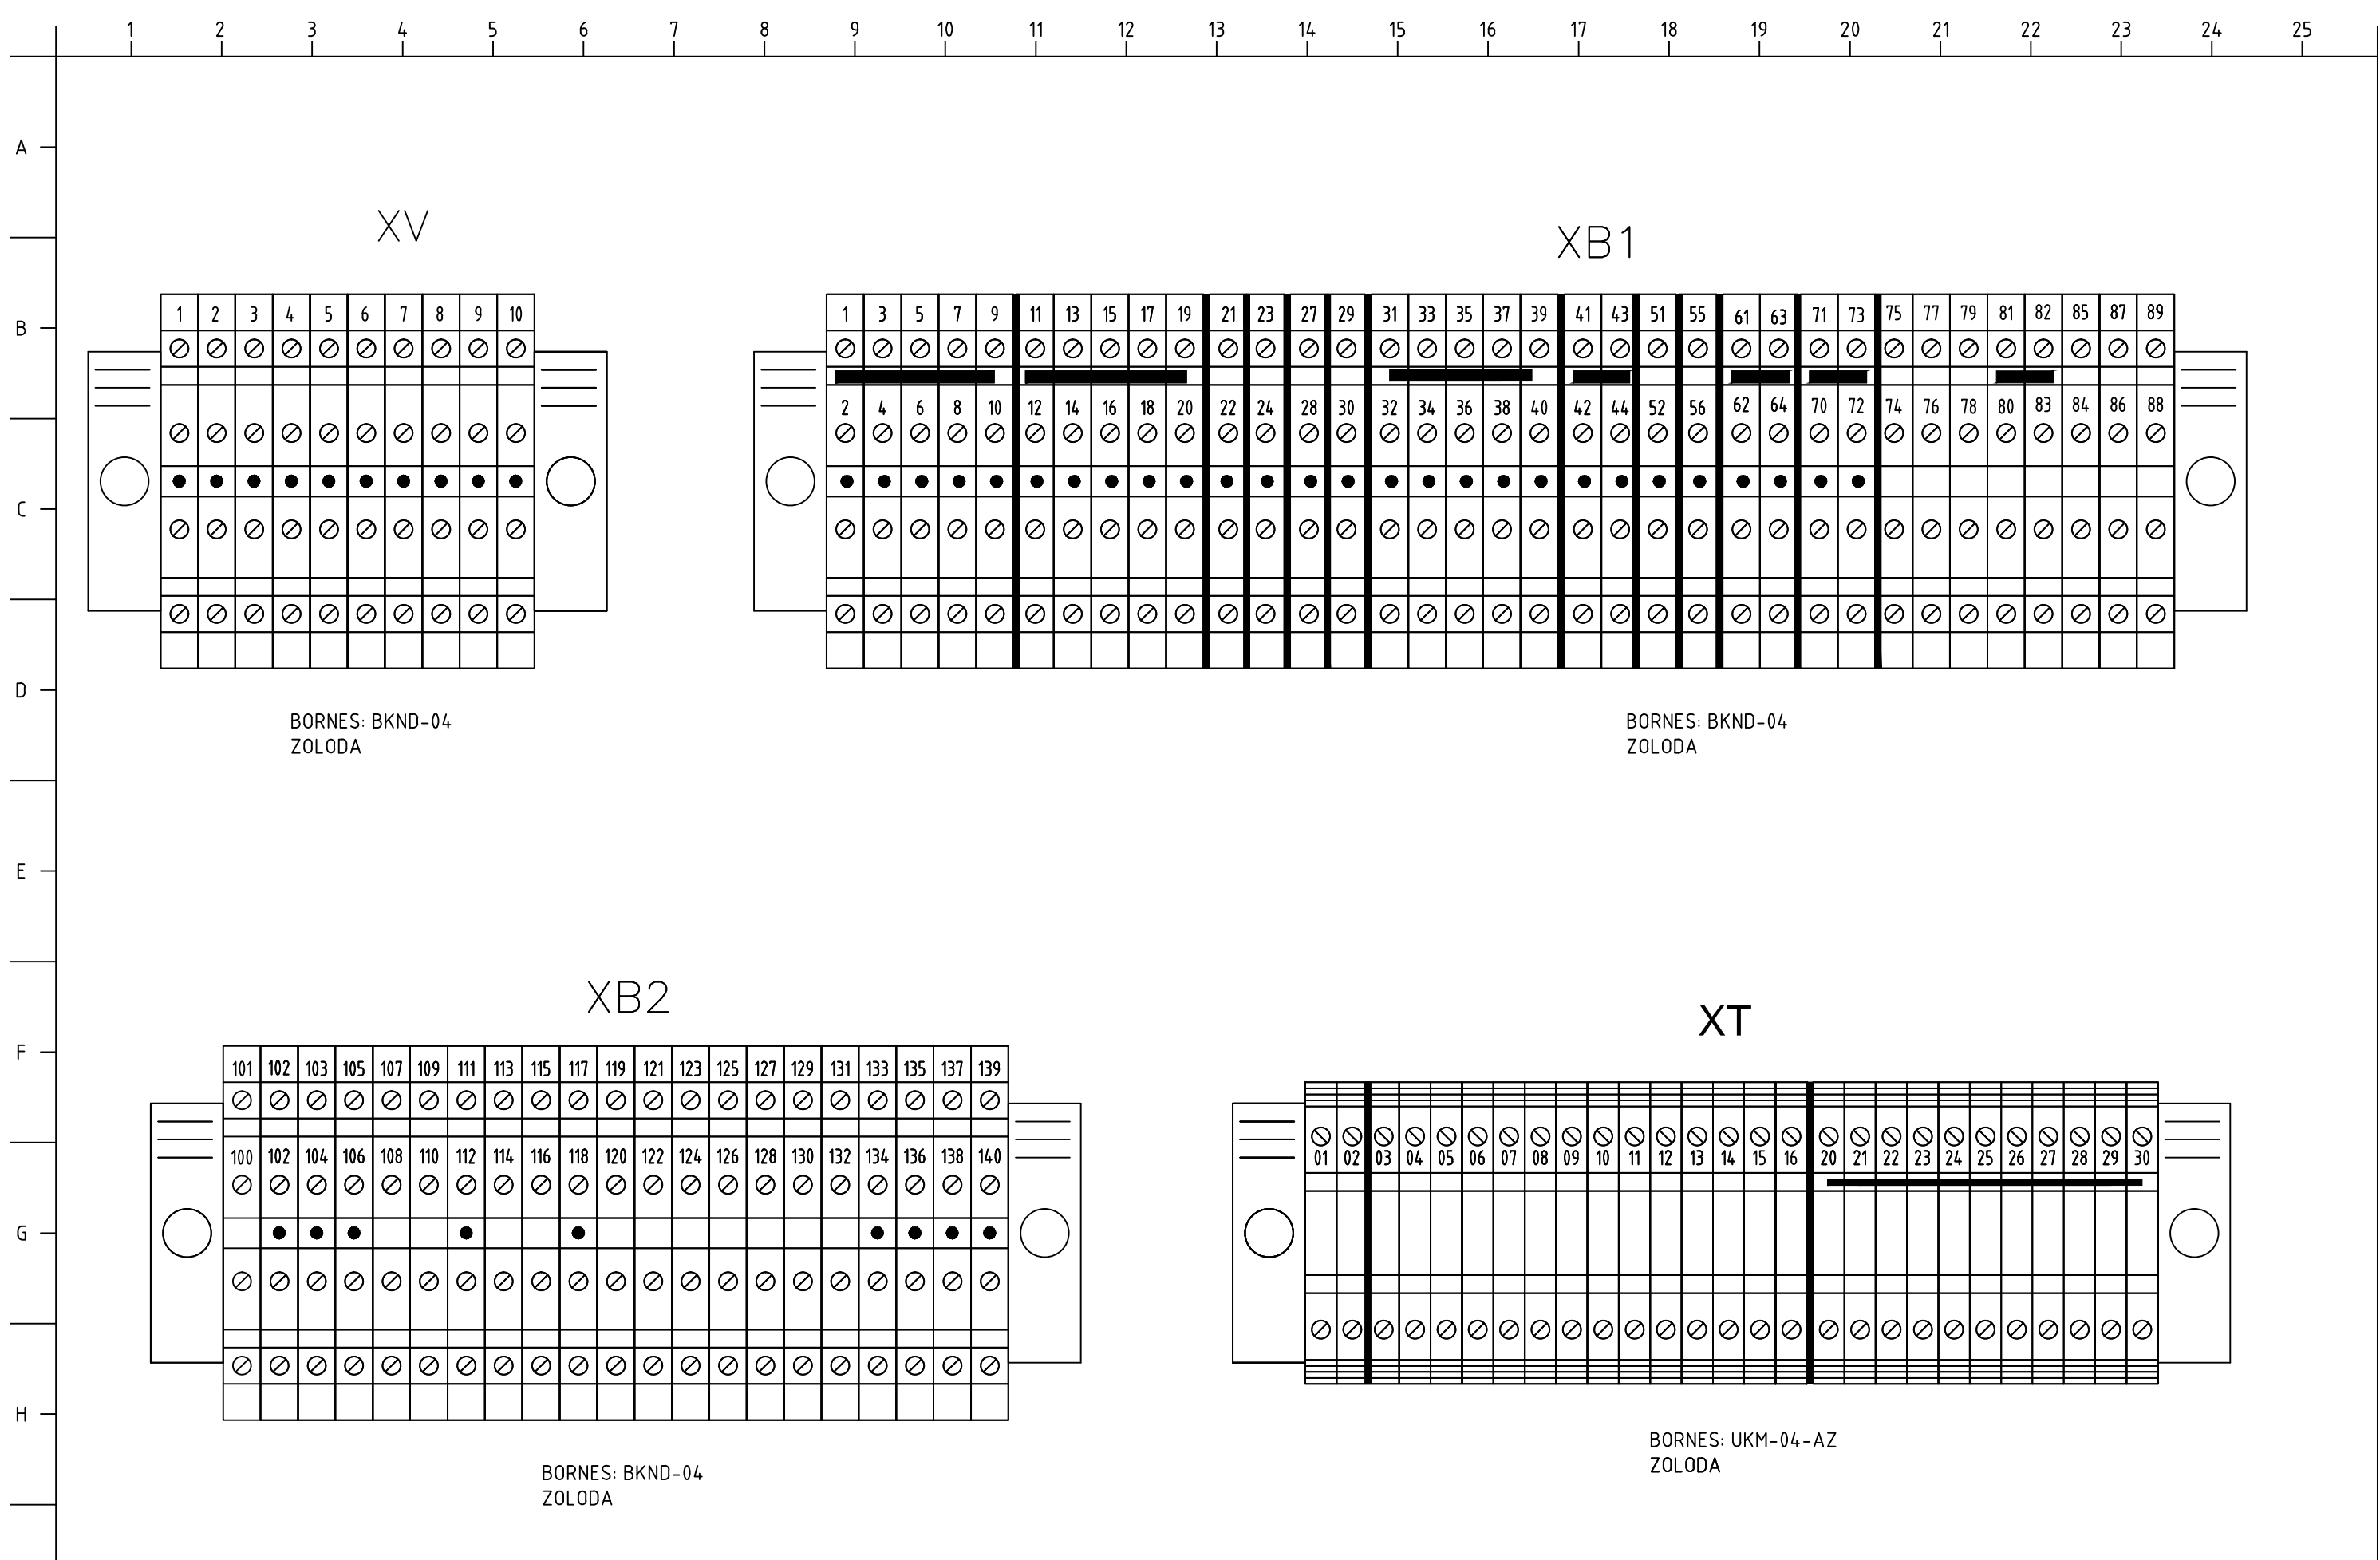 1 2 3 4 5 6 7 8 9 10 11 12 13 14 15 16 17 18 19 20 21 22 23 24 25
A
XV
XB1
B
1 2 3 4 5 6 7 8 9 10
1 3 5 7 9 11 13 15 17 19 21 23 27 29 31 33 35 37 39 41 43 51 55 61 63 71 73 75 77 79 81 82 85 87 89
2 4 6 8 10 12 14 16 18 20 22 24 28 30 32 34 36 38 40 42 44 52 56 62 64 70 72 74 76 78 80 83 84 86 88
C
D
BORNES: BKND-04
ZOLODA
BORNES: BKND-04
ZOLODA
E
XB2
XT
F
101 102 103 105 107 109 111 113 115 117 119 121 123 125 127 129 131 133 135 137 139
100 102 104 106 108 110 112 114 116 118 120 122 124 126 128 130 132 134 136 138 140
01 02 03 04 05 06 07 08 09 10 11 12 13 14 15 16 20 21 22 23 24 25 26 27 28 29 30
G
H
BORNES: BKND-04
ZOLODA
BORNES: UKM-04-AZ
ZOLODA